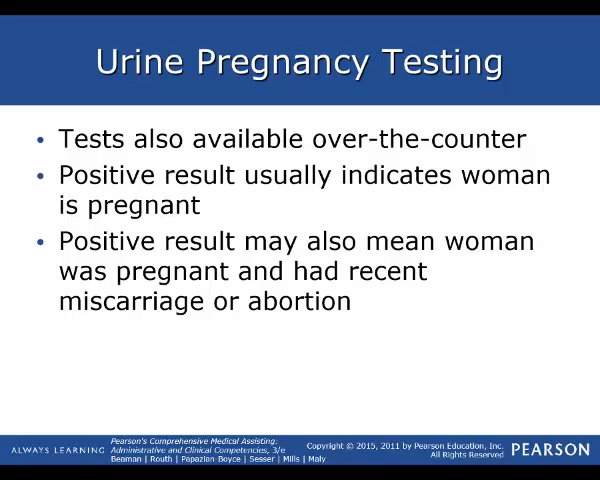 Urine Pregnancy Testing
• Tests also available over-the-counter
• Positive result usually indicates woman
is pregnant
• Positive result may also mean woman
was pregnant and had recent
miscarriage or abortion
ALWAYS LEARNING
Pearson's Comprehensive Medical Assisting:
Administrative and Clinical Competencies, 3/e
Beaman | Routh | Papazian Boyce | Sesser | Mills | Maly
Copyright © 2015, 2011 by Pearson Education, Inc.
All Rights Reserved
PEARSON